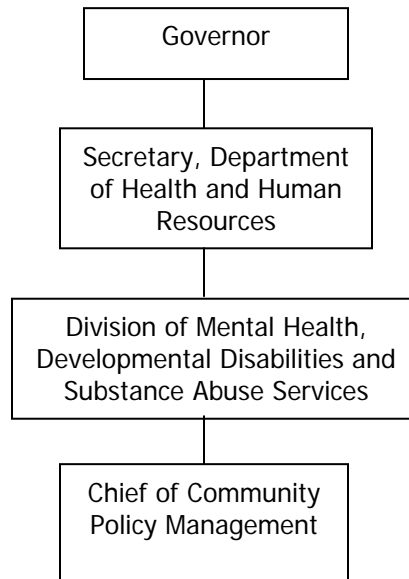 Governor
Secretary, Department
of Health and Human
Resources
Division of Mental Health,
Developmental Disabilities and
Substance Abuse Services
Chief of Community
Policy Management